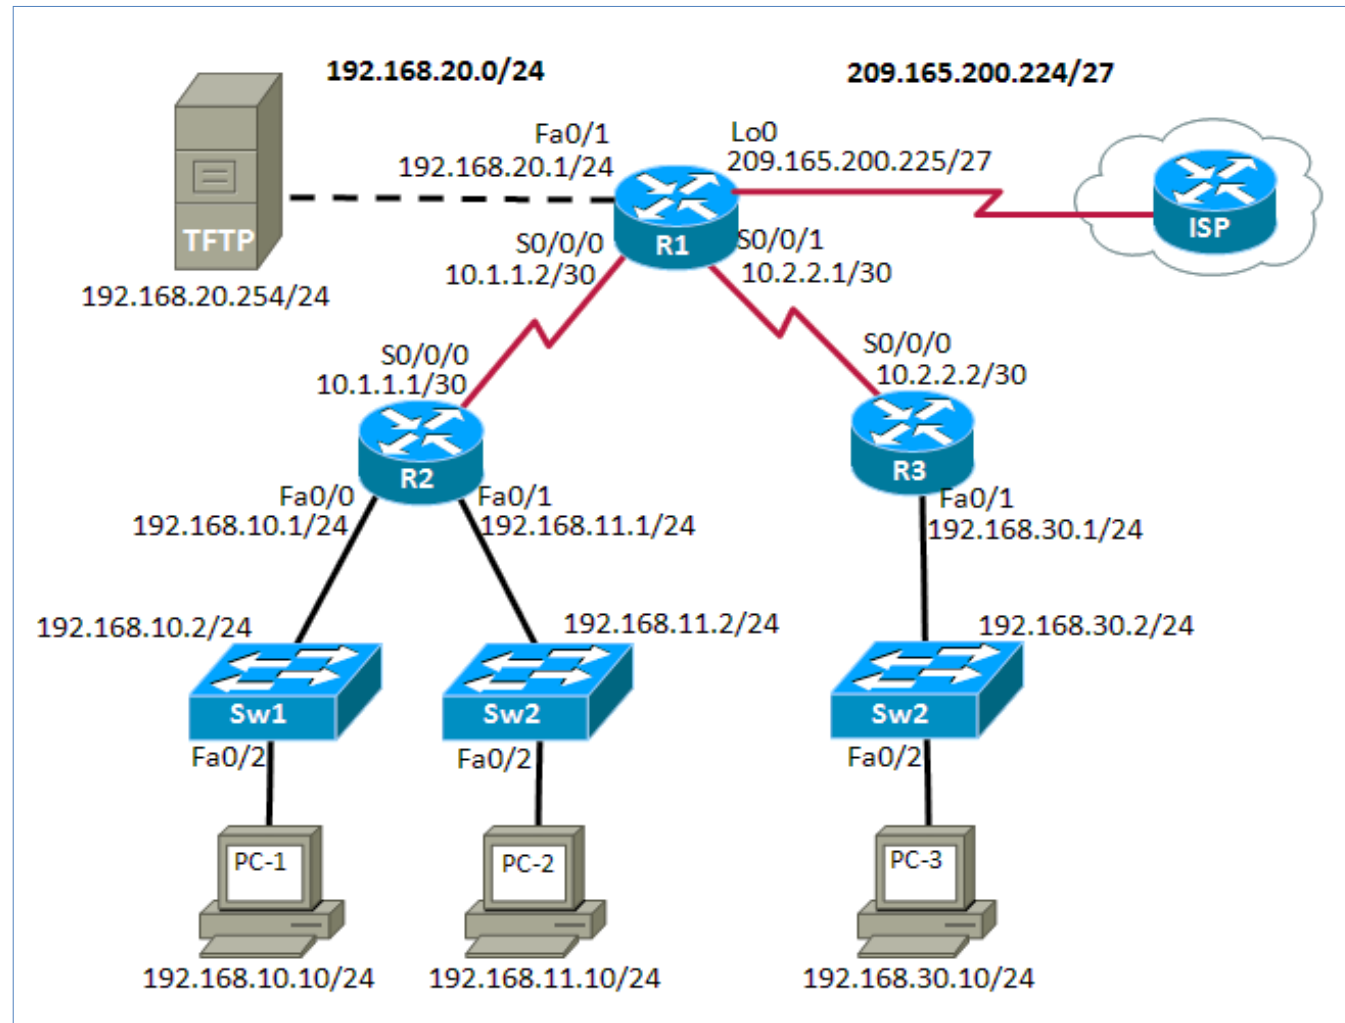 192.168.20.0/24
209.165.200.224/27
Fa0/1
192.168.20.1/24
Lo0
209.165.200.225/27
TFTP
192.168.20.254/24
R1
ISP
S0/0/0
10.1.1.2/30
S0/0/1
10.2.2.1/30
S0/0/0
10.1.1.1/30
S0/0/0
10.2.2.2/30
R2
R3
Fa0/0
192.168.10.1/24
Fa0/1
192.168.11.1/24
Fa0/1
192.168.30.1/24
192.168.10.2/24
192.168.11.2/24
192.168.30.2/24
Sw1
Sw2
Sw2
Fa0/2
Fa0/2
Fa0/2
PC-1
PC-2
PC-3
192.168.10.10/24
192.168.11.10/24
192.168.30.10/24